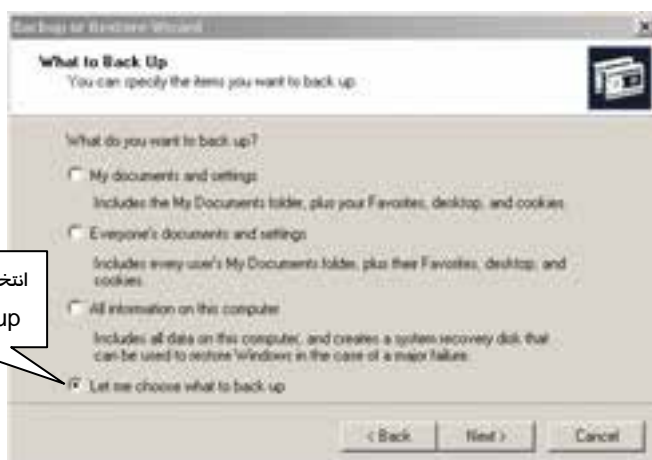 Backup or Restore Wizard
What to Back Up
You can specify the items you want to back up.
What do you want to back up?
My documents and settings
Includes the My Documents folder, plus your Favorites, desktop, and cookies.
Everyone's documents and settings
Includes every user's My Documents folder, plus their Favorites, desktop, and
cookies.
All information on this computer
Includes all data on this computer, and creates a system recovery disk that
can be used to restore Windows in the case of a major failure.
Let me choose what to back up
< Back
Next >
Cancel